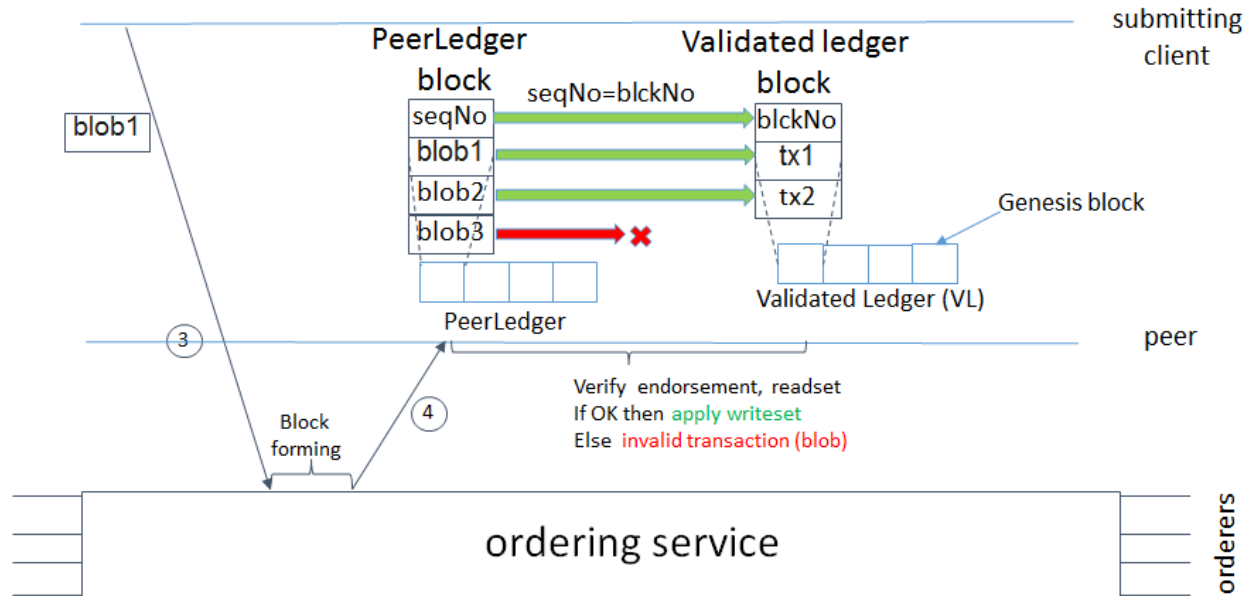 submitting
client
PeerLedger
Validated ledger
block
block
seqNo=blckNo
seqNo
blckNo
blob1
blob1
tx1
blob2
tx2
Genesis block
blob3
Validated Ledger (VL)
PeerLedger
3
peer
Verify endorsement, readset
If OK then apply writeset
Else invalid transaction (blob)
4
Block
forming
ordering service
orderers